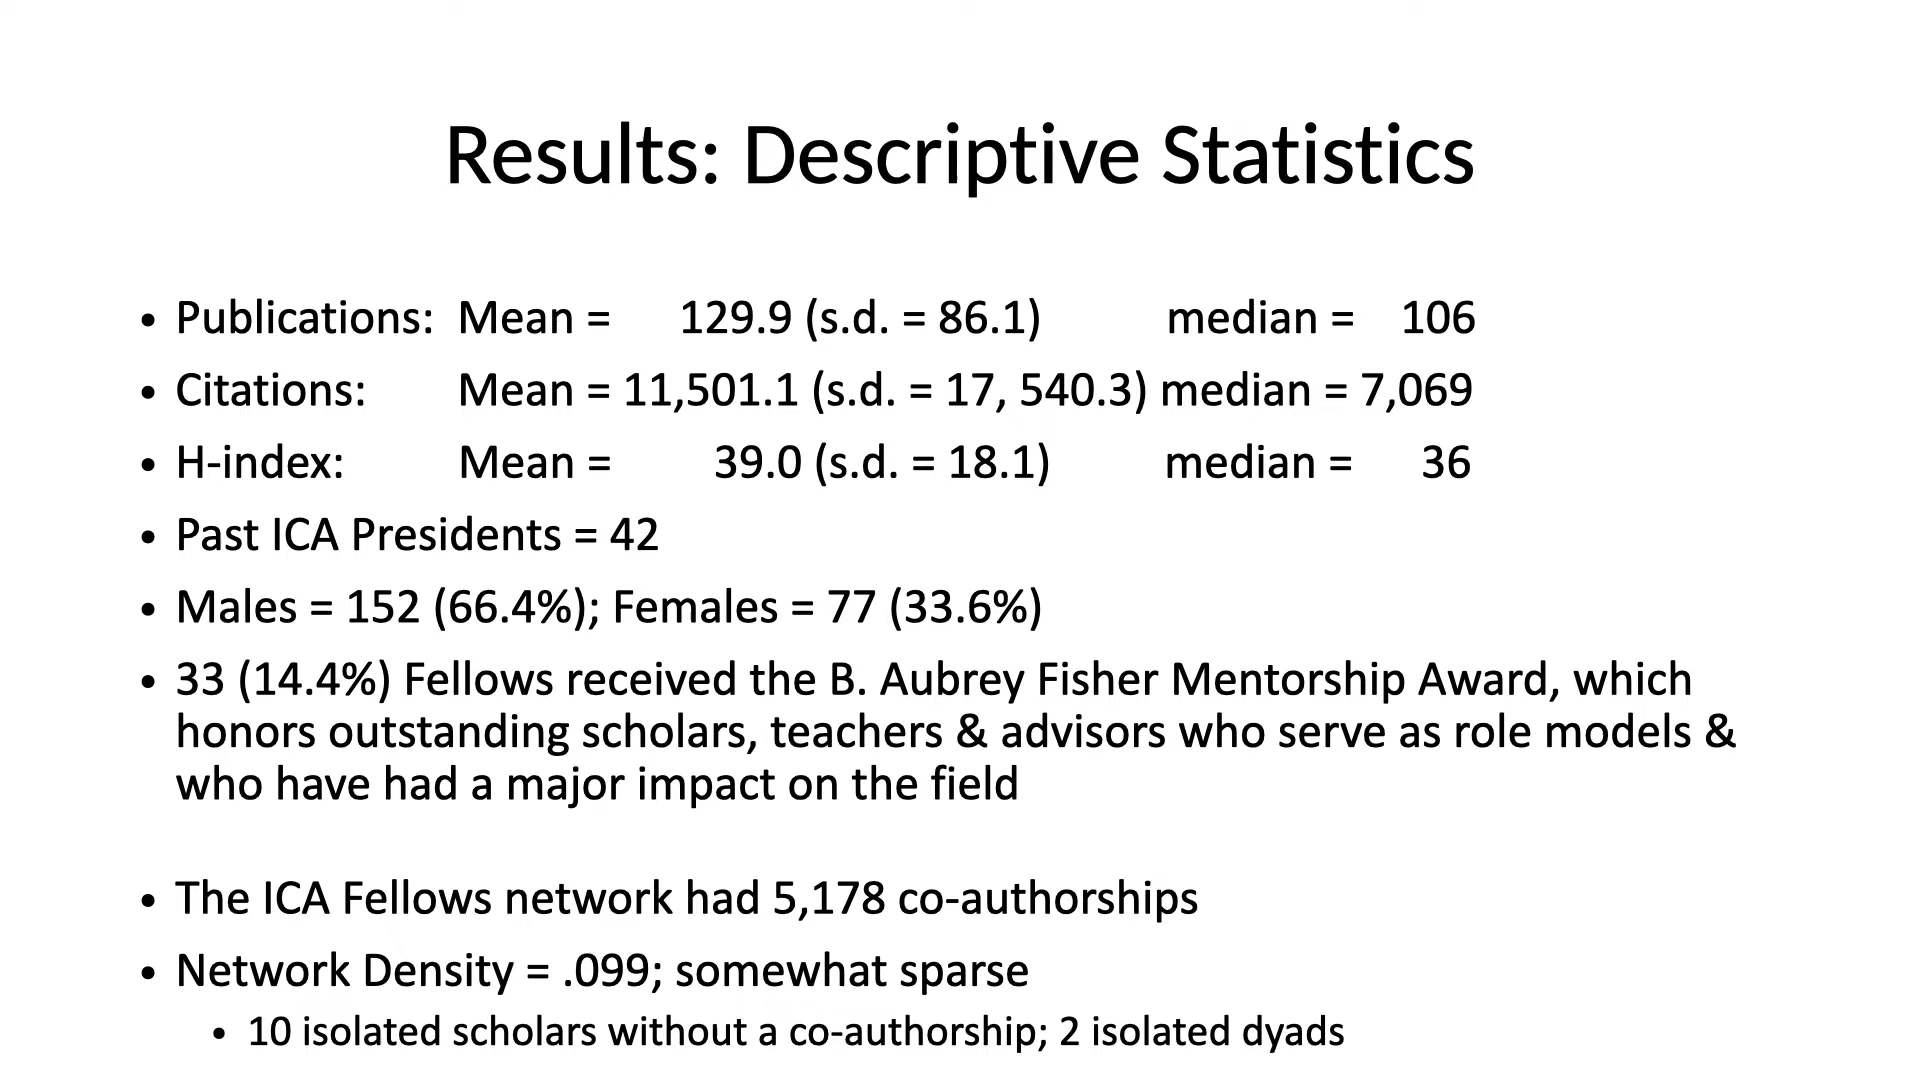 Results: Descriptive Statistics
• Publications: Mean = 129.9 (s.d. = 86.1) median = 106
• Citations: Mean = 11,501.1 (s.d. = 17, 540.3) median = 7,069
• H-index: Mean = 39.0 (s.d. = 18.1) median = 36
• Past ICA Presidents = 42
• Males = 152 (66.4%); Females = 77 (33.6%)
• 33 (14.4%) Fellows received the B. Aubrey Fisher Mentorship Award, which
honors outstanding scholars, teachers & advisors who serve as role models &
who have had a major impact on the field
• The ICA Fellows network had 5,178 co-authorships
• Network Density = .099; somewhat sparse
• 10 isolated scholars without a co-authorship; 2 isolated dyads